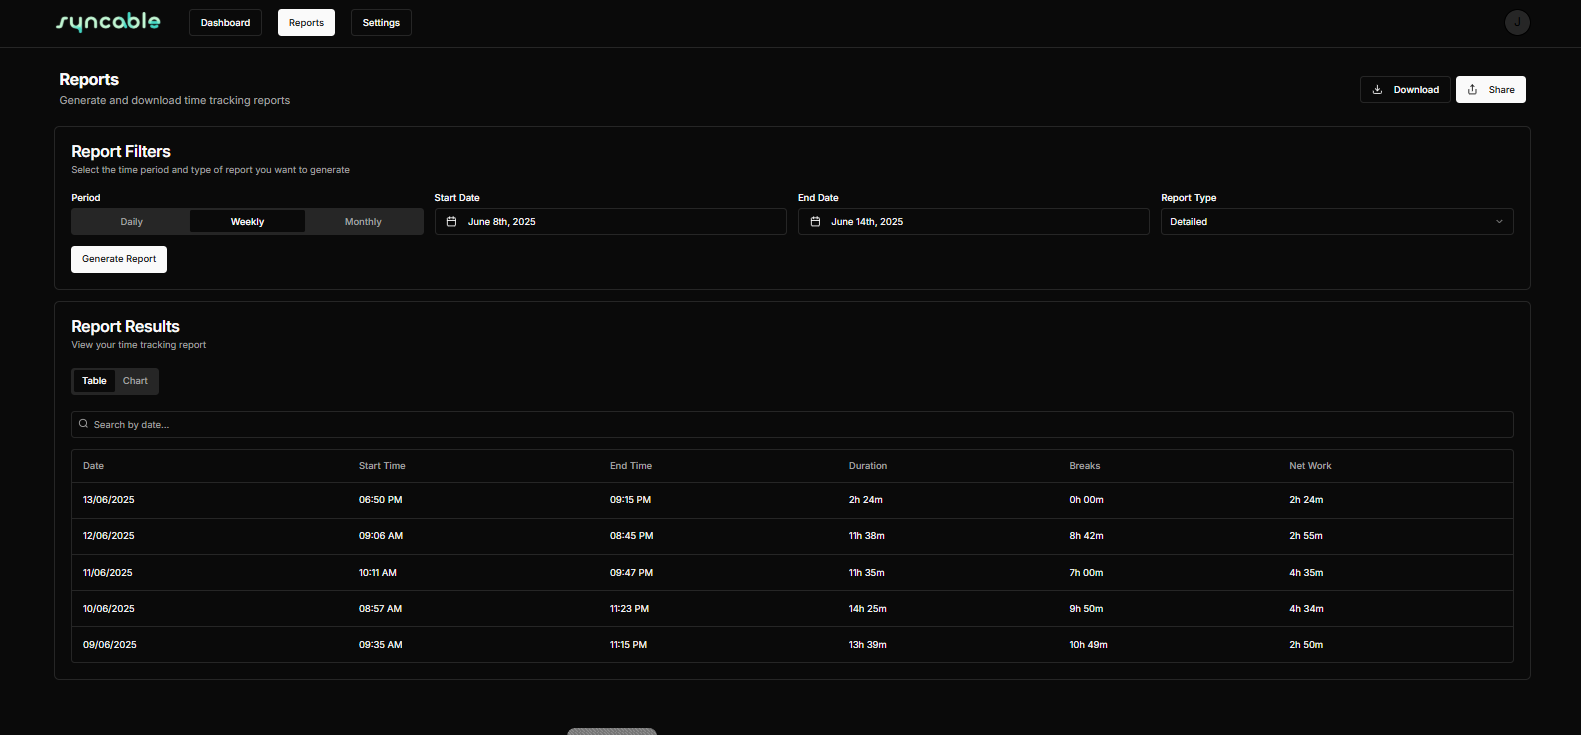 syncable Dashboard Reports Settings J
Reports
Generate and download time tracking reports
Download Share
Report Filters
Select the time period and type of report you want to generate
Period Start Date End Date Report Type
Daily Weekly Monthly June 8th, 2025 June 14th, 2025 Detailed
Generate Report
Report Results
View your time tracking report
Table Chart
Search by date...
Date Start Time End Time Duration Breaks Net Work
13/06/2025 06:50 PM 09:15 PM 2h 24m 0h 00m 2h 24m
12/06/2025 09:06 AM 08:45 PM 11h 38m 8h 42m 2h 55m
11/06/2025 10:11 AM 09:47 PM 11h 35m 7h 00m 4h 35m
10/06/2025 08:57 AM 11:23 PM 14h 25m 9h 50m 4h 34m
09/06/2025 09:35 AM 11:15 PM 13h 39m 10h 49m 2h 50m